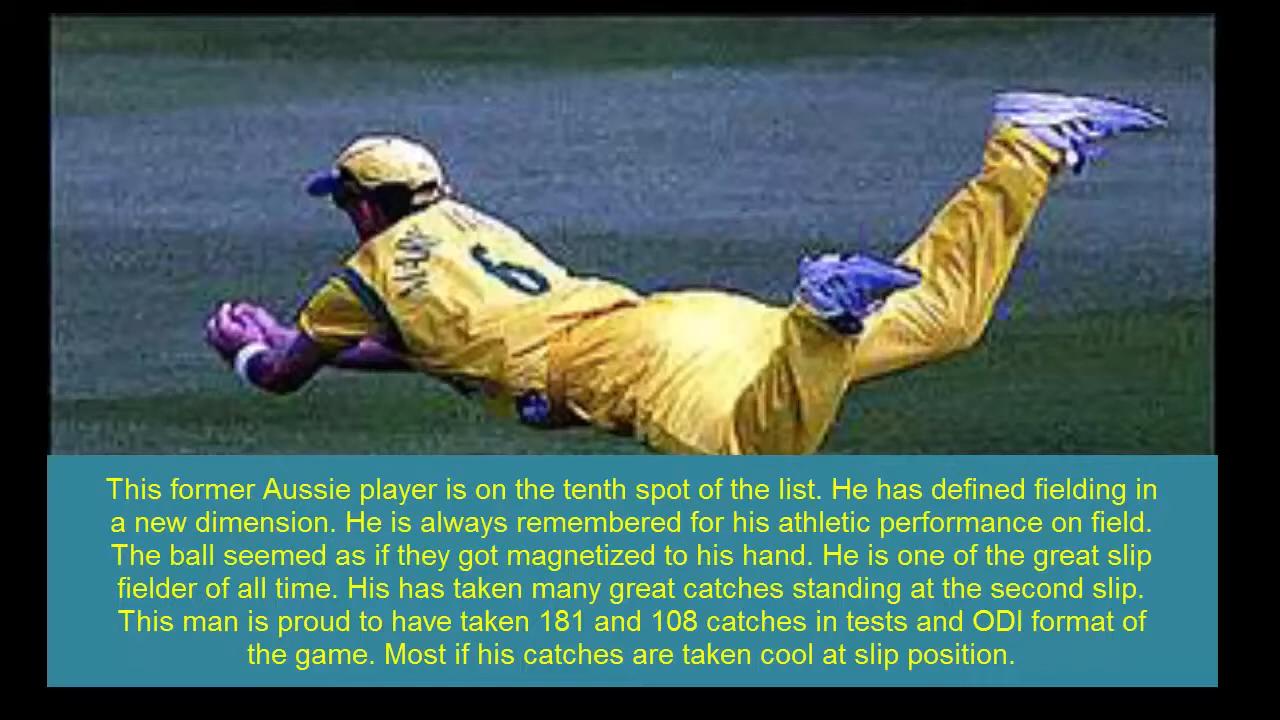 6
This former Aussie player is on the tenth spot of the list. He has defined fielding in
a new dimension. He is always remembered for his athletic performance on field.
The ball seemed as if they got magnetized to his hand. He is one of the great slip
fielder of all time. His has taken many great catches standing at the second slip.
This man is proud to have taken 181 and 108 catches in tests and ODI format of
the game. Most if his catches are taken cool at slip position.